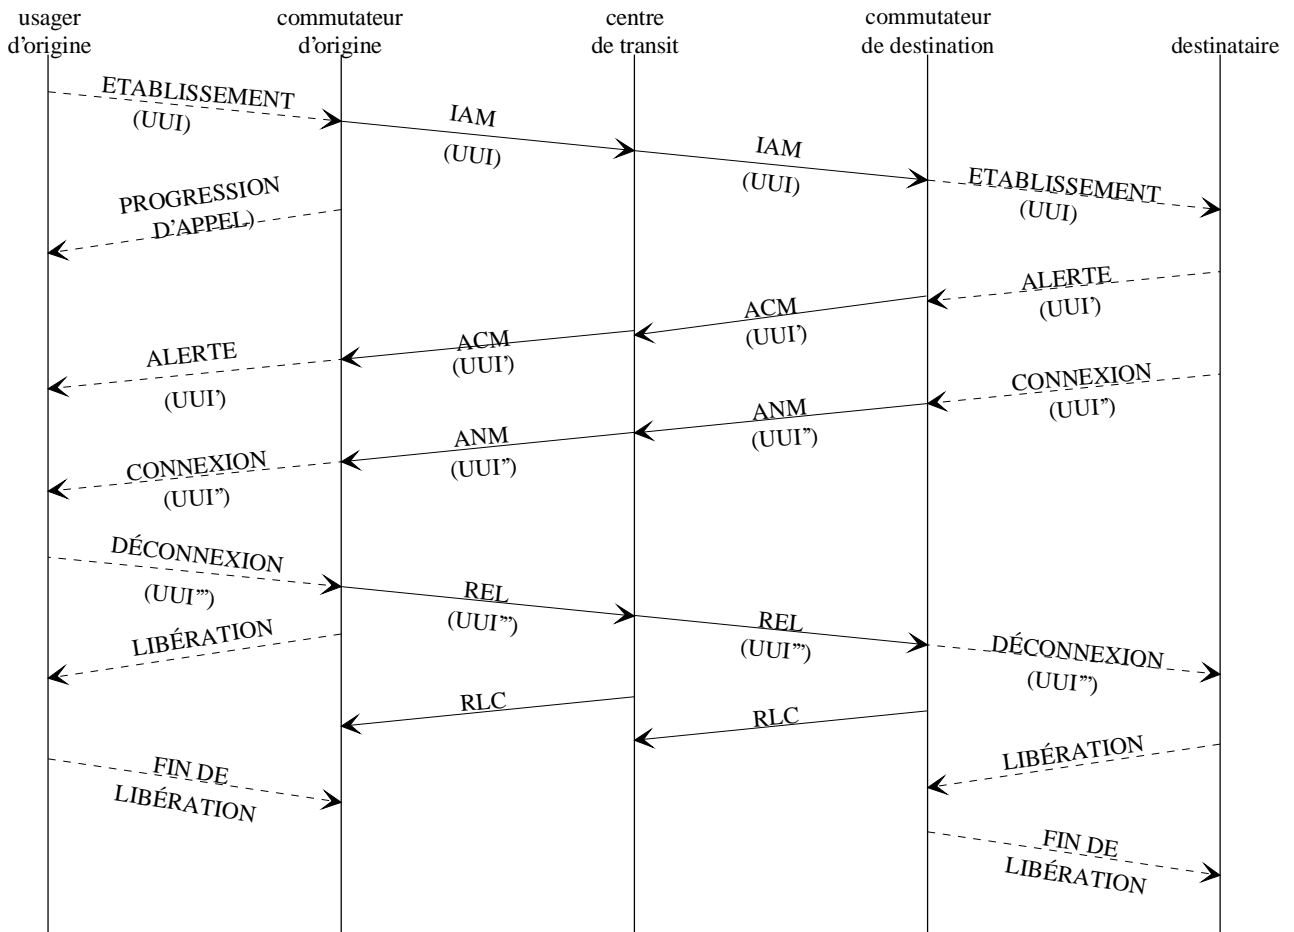 usager
d'origine
commutateur
d'origine
centre
de transit
commutateur
de destination
destinataire
ETABLISSEMENT
(UUI)
IAM
(UUI)
IAM
(UUI)
ETABLISSEMENT
(UUI)
PROGRESSION
D'APPEL)
ALERTE
(UUI')
ACM
(UUI')
ACM
(UUI')
ALERTE
(UUI')
CONNEXION
(UUI'')
ANM
(UUI'')
ANM
(UUI'')
CONNEXION
(UUI'')
DÉCONNEXION
(UUI''')
REL
(UUI''')
REL
(UUI''')
DÉCONNEXION
(UUI''')
LIBÉRATION
RLC
RLC
LIBÉRATION
FIN DE
LIBÉRATION
FIN DE
LIBÉRATION